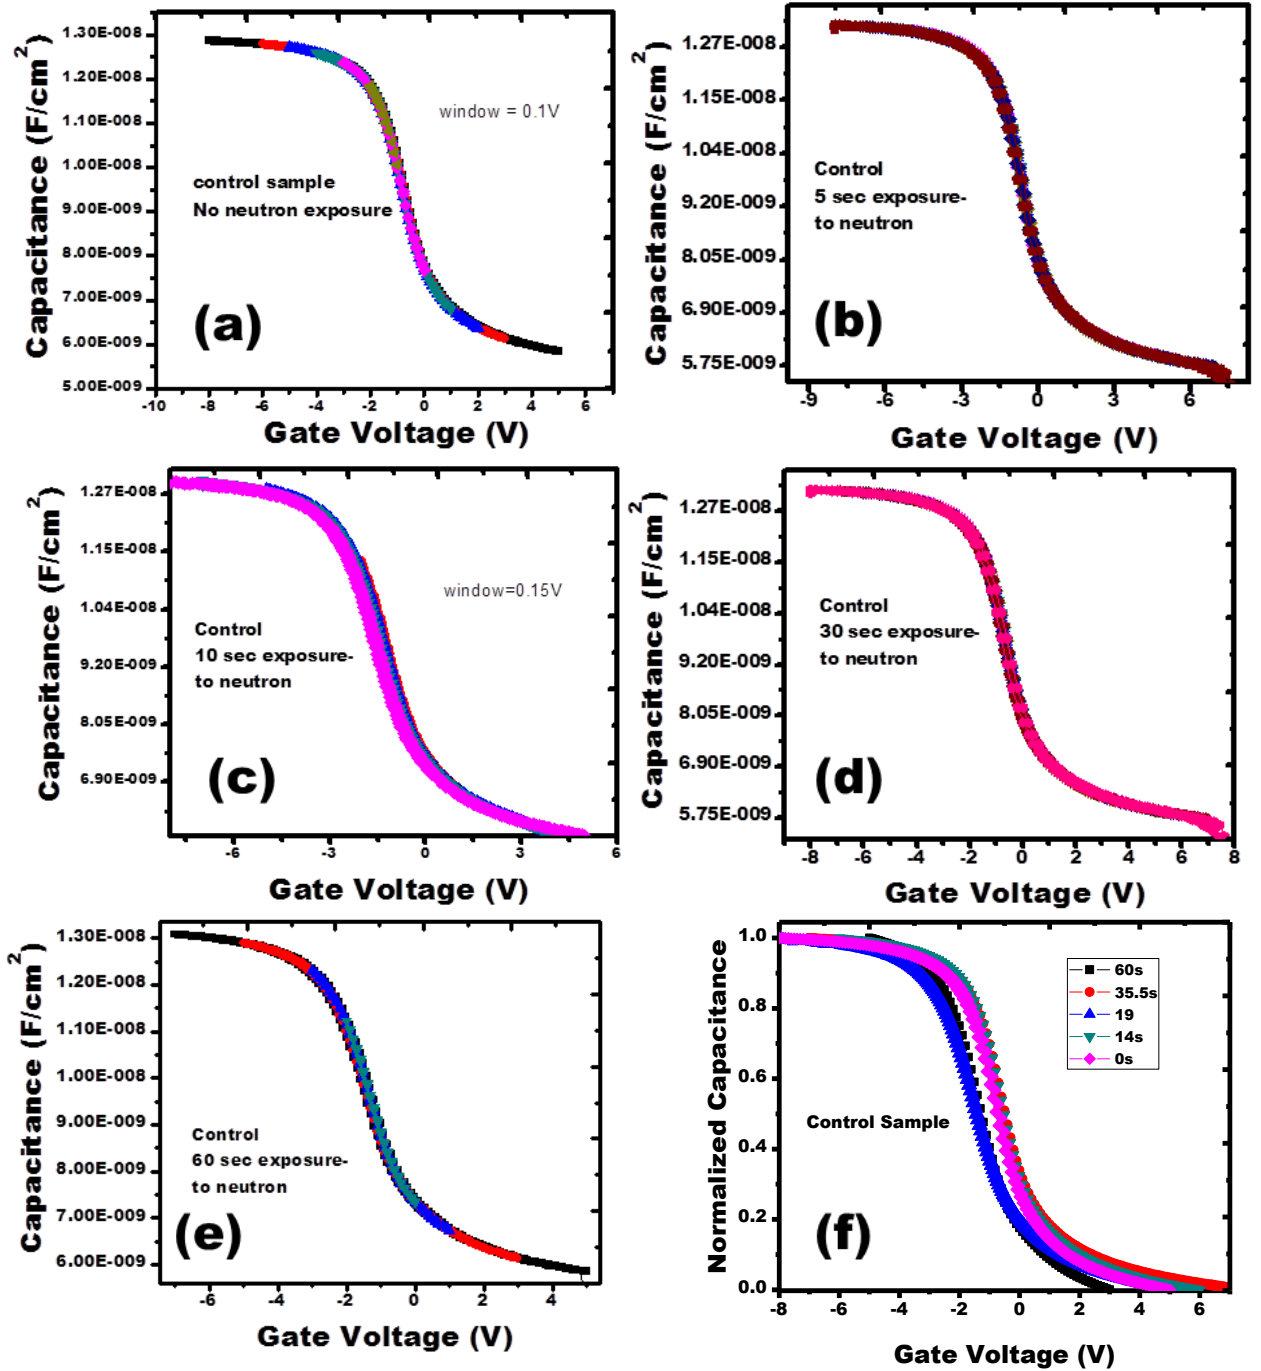 1.30E-008
1.20E-008
1.10E-008
1.00E-008
9.00E-009
8.00E-009
7.00E-009
6.00E-009
5.00E-009
Capacitance (F/cm2)
window = 0.1V
control sample
No neutron exposure
(a)
-10 -8 -6 -4 -2 0 2 4 6
Gate Voltage (V)
1.27E-008
1.15E-008
1.04E-008
9.20E-009
8.05E-009
6.90E-009
5.75E-009
Capacitance (F/cm2)
Control
5 sec exposure-
to neutron
(b)
-9 -6 -3 0 3 6
Gate Voltage (V)
1.27E-008
1.15E-008
1.04E-008
9.20E-009
8.05E-009
6.90E-009
Capacitance (F/cm2)
window=0.15V
Control
10 sec exposure-
to neutron
(c)
-6 -3 0 3 6
Gate Voltage (V)
1.27E-008
1.15E-008
1.04E-008
9.20E-009
8.05E-009
6.90E-009
5.75E-009
Capacitance (F/cm2)
Control
30 sec exposure-
to neutron
(d)
-8 -6 -4 -2 0 2 4 6 8
Gate Voltage (V)
1.30E-008
1.20E-008
1.10E-008
1.00E-008
9.00E-009
8.00E-009
7.00E-009
6.00E-009
Capacitance (F/cm2)
Control
60 sec exposure-
to neutron
(e)
-6 -4 -2 0 2 4
Gate Voltage (V)
1.0
0.8
0.6
0.4
0.2
0.0
Normalized Capacitance
60s
35.5s
19
14s
0s
Control Sample
(f)
-8 -6 -4 -2 0 2 4 6
Gate Voltage (V)